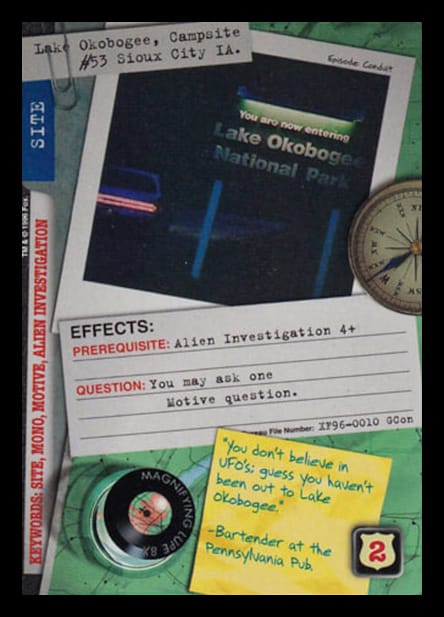 Lake Okobogee, Campsite
#53 Sioux City IA.
Episode: Conduit
SITE
You are now entering
Lake Okobogee
National Park
TM & © 1996 Fox.
KEYWORDS: SITE, MONO, MOTIVE, ALIEN INVESTIGATION
EFFECTS:
PREREQUISITE: Alien Investigation 4+
QUESTION: You may ask one
Motive question.
File Number: XF96-0010 GCon
MAGNIFYING LUPE 8X
"You don't believe in
UFO's; guess you haven't
been out to Lake
Okobogee."
-Bartender at the
Pennsylvania Pub.
2